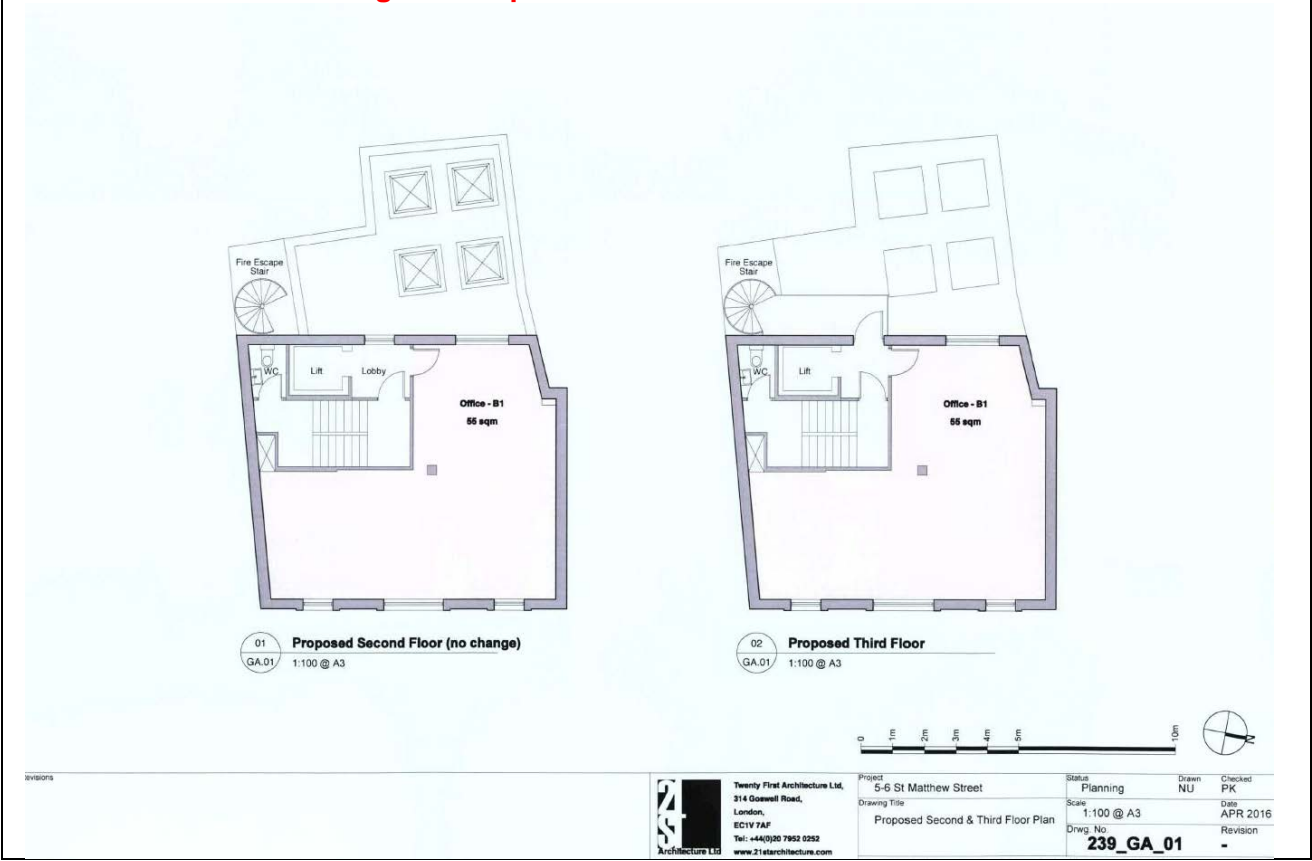 Fire Escape
Stair
WC
Lift
Lobby
Office - B1
55 sqm
Fire Escape
Stair
WC
Lift
Office - B1
55 sqm
01
GA.01
Proposed Second Floor (no change)
1:100 @ A3
02
GA.01
Proposed Third Floor
1:100 @ A3
0
1m
2m
3m
4m
5m
10m
N
21ST
Architecture Ltd
Twenty First Architecture Ltd,
314 Goswell Road,
London,
EC1V 7AF
Tel: +44(0)20 7952 0252
www.21starchitecture.com
Project
5-6 St Matthew Street
Drawing Title
Proposed Second & Third Floor Plan
Status
Planning
Drawn
NU
Checked
PK
Scale
1:100 @ A3
Date
APR 2016
Drwg. No.
239_GA_01
Revision
-